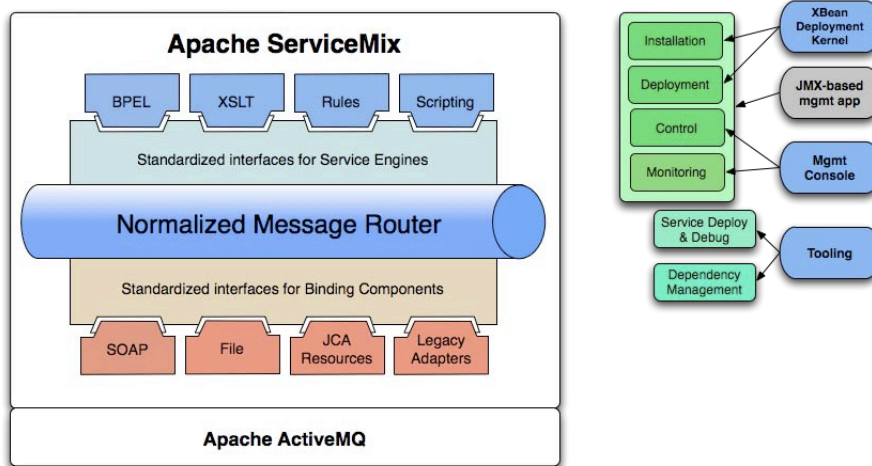 Apache ServiceMix
BPEL
XSLT
Rules
Scripting
Standardized interfaces for Service Engines
Normalized Message Router
Standardized interfaces for Binding Components
SOAP
File
JCA
Resources
Legacy
Adapters
Apache ActiveMQ
Installation
Deployment
Control
Monitoring
XBean
Deployment
Kernel
JMX-based
mgmt app
Mgmt
Console
Service Deploy
& Debug
Dependency
Management
Tooling